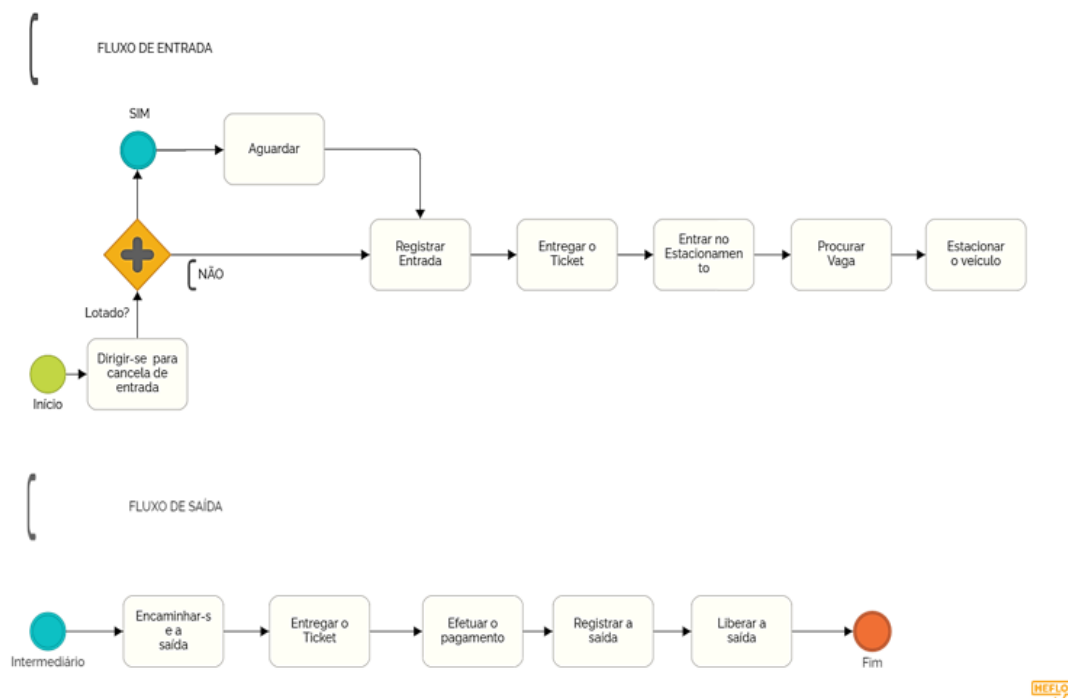 FLUXO DE ENTRADA
SIM
Aguardar
Registrar
Entrada
Entregar o
Ticket
Entrar no
Estacionamen
to
Procurar
Vaga
Estacionar
o veículo
NÃO
Lotado?
Dirigir-se para
cancela de
entrada
Início
FLUXO DE SAÍDA
Encaminhar-s
e a
saída
Entregar o
Ticket
Efetuar o
pagamento
Registrar a
saída
Liberar a
saída
Intermediário
Fim